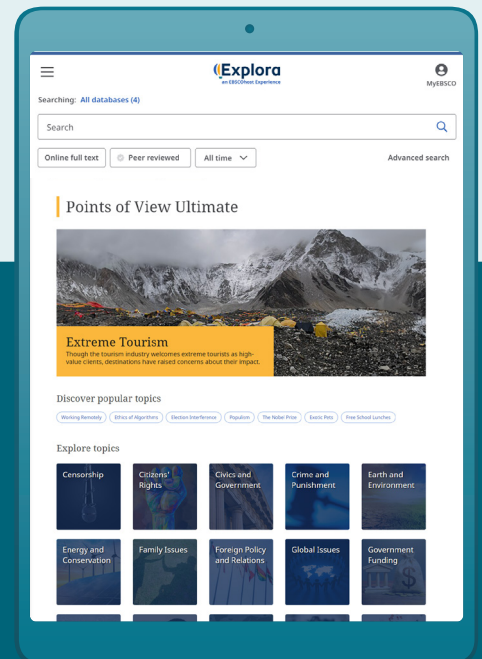 Explora
an EBSCOhost Experience
MyEBSCO
Searching: All databases (4)
Search
Online full text
Peer reviewed
All time
Advanced search
Points of View Ultimate
Extreme Tourism
Though the tourism industry welcomes extreme tourists as high-
value clients, destinations have raised concerns about their impact.
Discover popular topics
Working Remotely
Ethics of Algorithms
Election Interference
Populism
The Nobel Prize
Exotic Pets
Free School Lunches
Explore topics
Censorship
Citizens'
Rights
Civics and
Government
Crime and
Punishment
Earth and
Environment
Energy and
Conservation
Family Issues
Foreign Policy
and Relations
Global Issues
Government
Funding